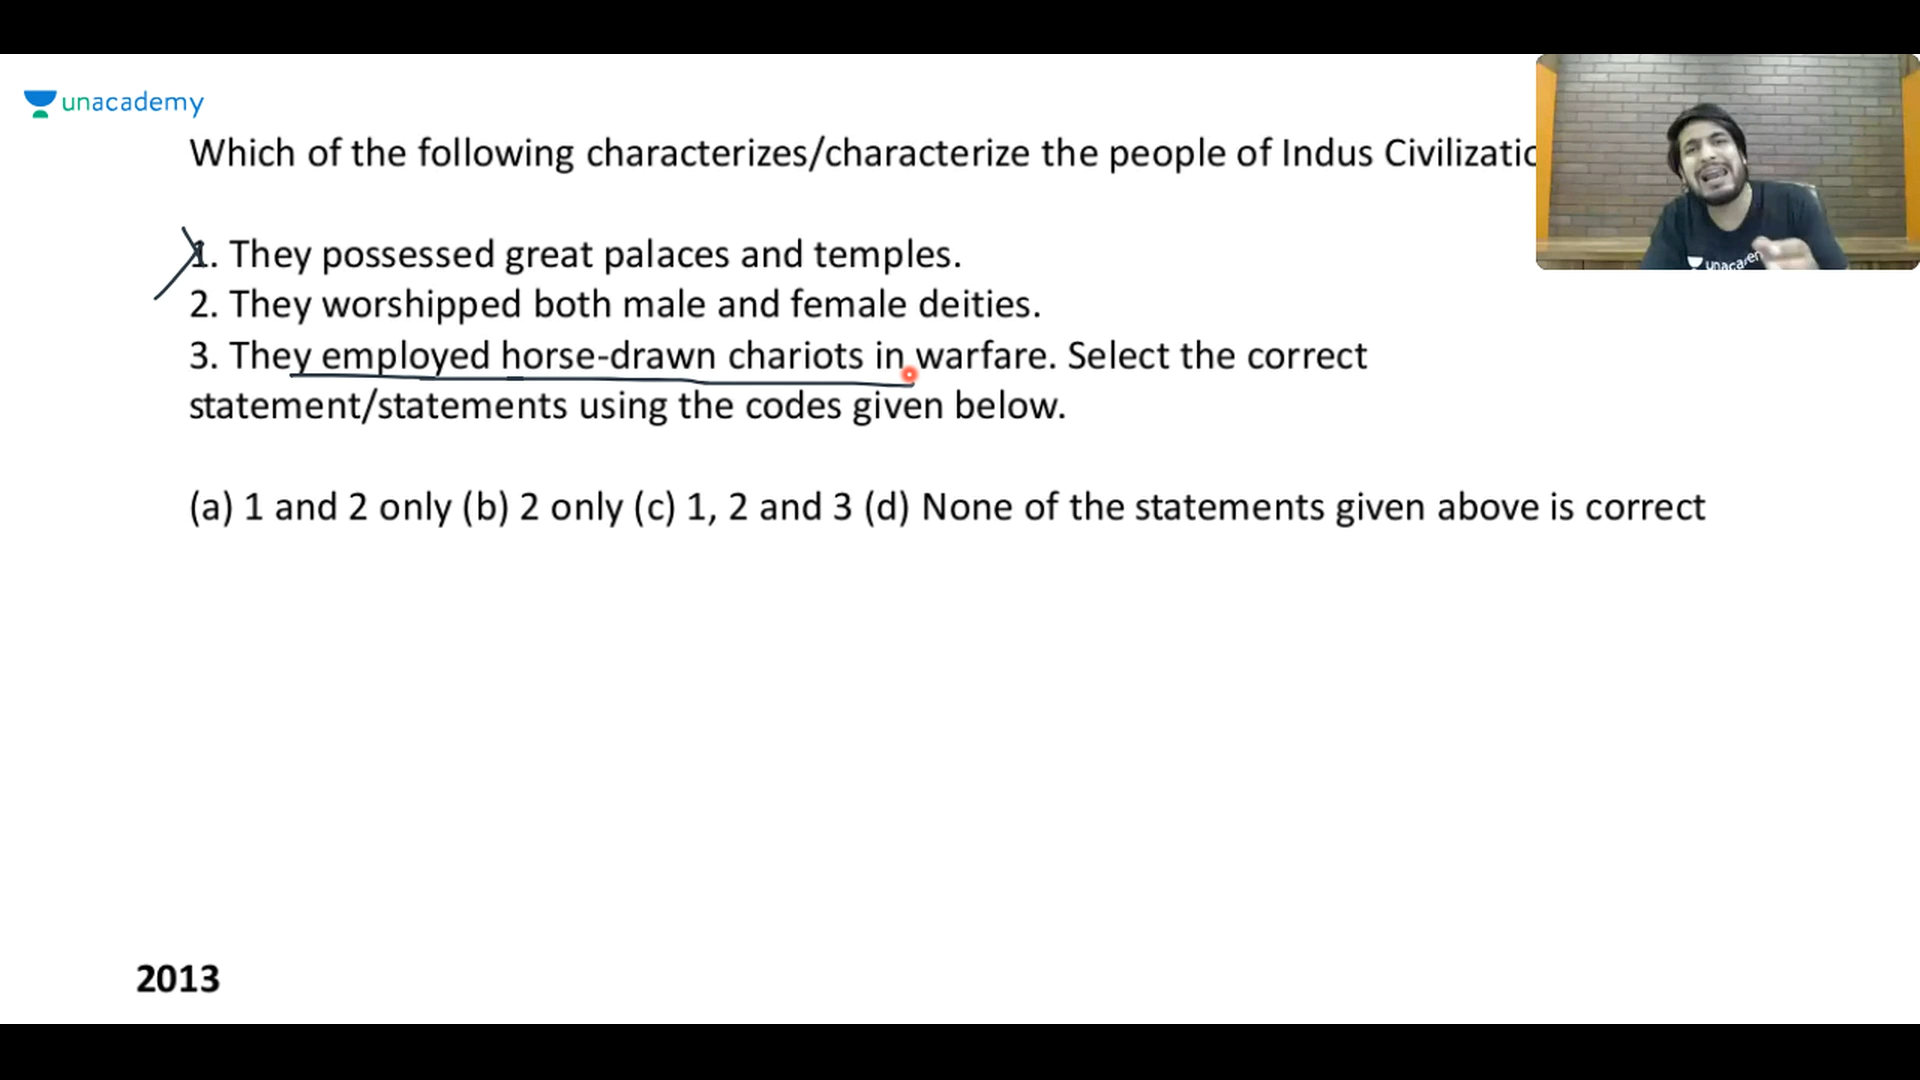 unacademy
Which of the following characterizes/characterize the people of Indus
1. They possessed great palaces and temples.
2. They worshipped both male and female deities.
3. They employed horse-drawn chariots in warfare. Select the correct
statement/statements using the codes given below.
(a) 1 and 2 only (b) 2 only (c) 1, 2 and 3 (d) None of the statements given above is correct
2013